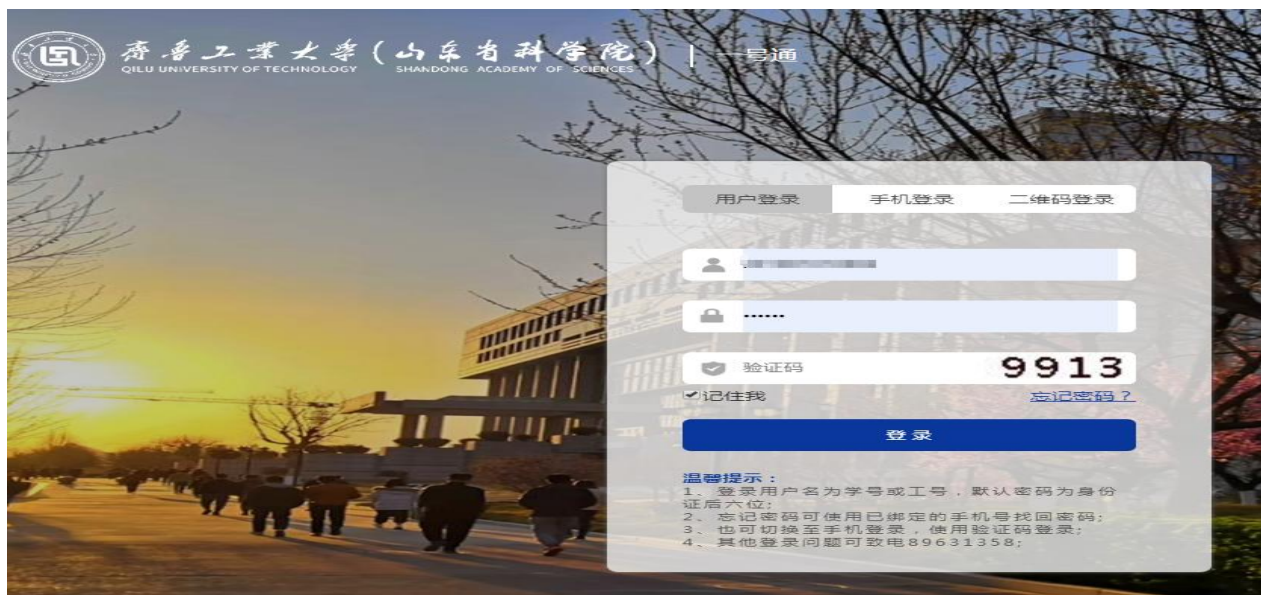 齊鲁工業大學(山东省科学院) 一号通
QILU UNIVERSITY OF TECHNOLOGY SHANDONG ACADEMY OF SCIENCES
用户登录 手机登录 二维码登录
验证码 9913
记住我 忘记密码？
登录
温馨提示：
1、登录用户名为学号或工号，默认密码为身份
证后六位;
2、忘记密码可使用已绑定的手机号找回密码;
3、也可切换至手机登录，使用验证码登录;
4、其他登录问题可致电89631358;